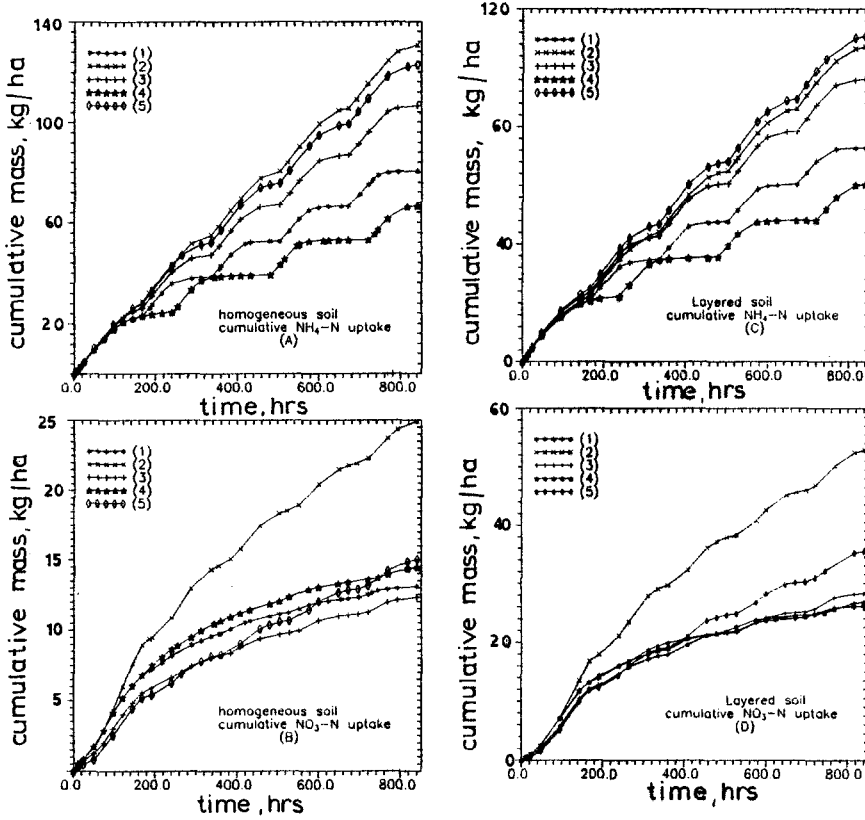 140
100
60
20
cumulative mass, kg/ha
(1)
(2)
(3)
(4)
(5)
homogeneous soil
cumulative NH₄-N uptake
(A)
0.0 200.0 400.0 600.0 800.0
time, hrs
120
80
40
0
cumulative mass, kg/ha
(1)
(2)
(3)
(4)
(5)
Layered soil
cumulative NH₄-N uptake
(C)
0.0 200.0 400.0 600.0 800.0
time, hrs
25
20
15
10
5
cumulative mass, kg/ha
(1)
(2)
(3)
(4)
(5)
homogeneous soil
cumulative NO₃-N uptake
(B)
0.0 200.0 400.0 600.0 800.0
time, hrs
60
40
20
0
cumulative mass, kg/ha
(1)
(2)
(3)
(4)
(5)
Layered soil
cumulative NO₃-N uptake
(D)
0.0 200.0 400.0 600.0 800.0
time, hrs